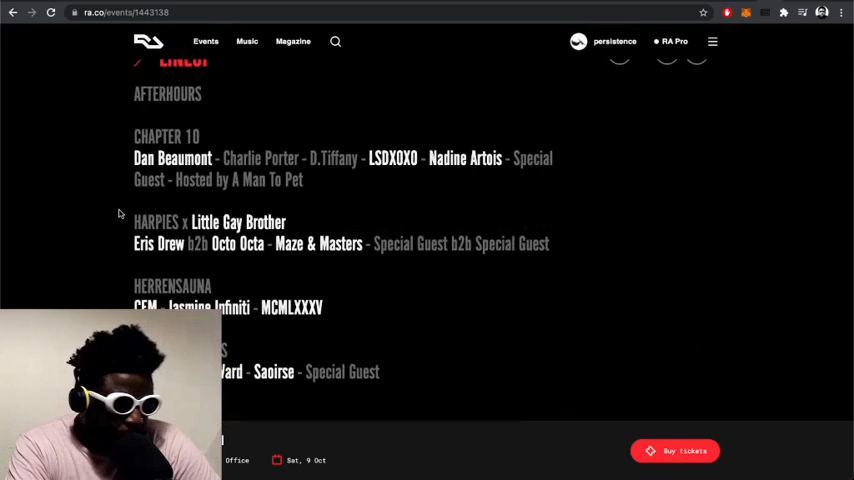 ra.co/events/1443138
Events Music Magazine persistence RA Pro
LINEUP
AFTERHOURS
CHAPTER 10
Dan Beaumont - Charlie Porter - D.Tiffany - LSDXOXO - Nadine Artois - Special
Guest - Hosted by A Man To Pet
HARPIES x Little Gay Brother
Eris Drew b2b Octo Octa - Maze & Masters - Special Guest b2b Special Guest
HERRENSAUNA
CEM - Jasmine Infiniti - MCMLXXXV
Ward - Saoirse - Special Guest
Office Sat, 9 Oct
Buy tickets